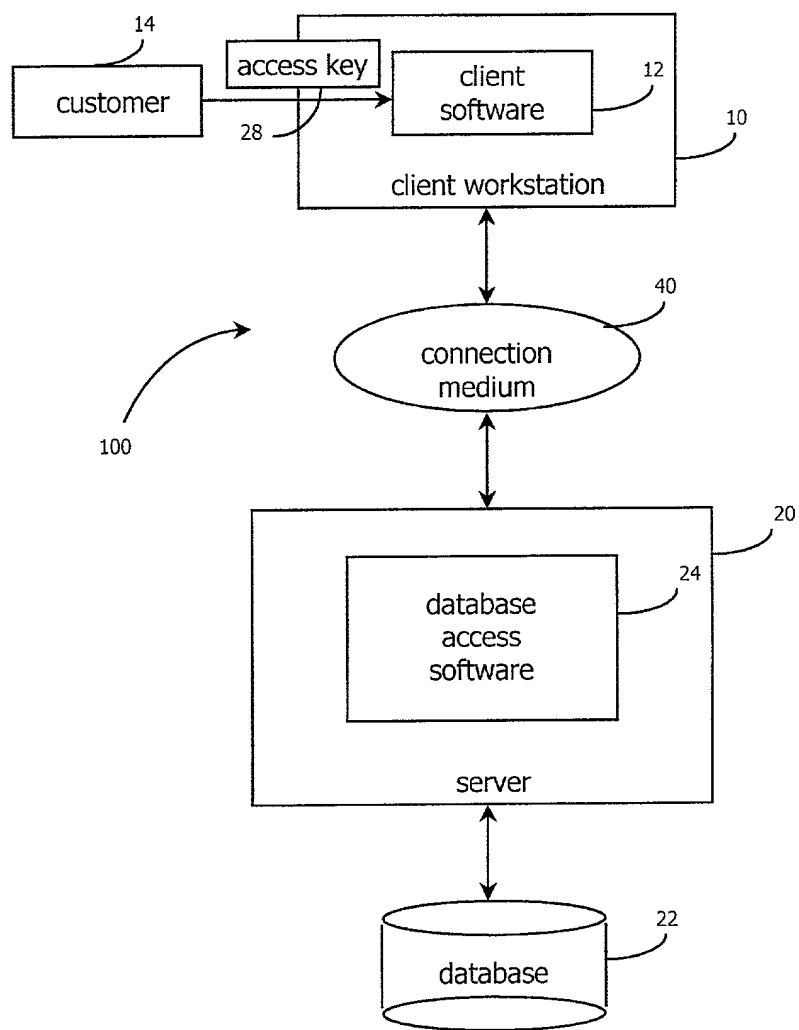 14
access key
customer
client
software
12
28
10
client workstation
40
connection
medium
100
20
24
database
access
software
server
22
database